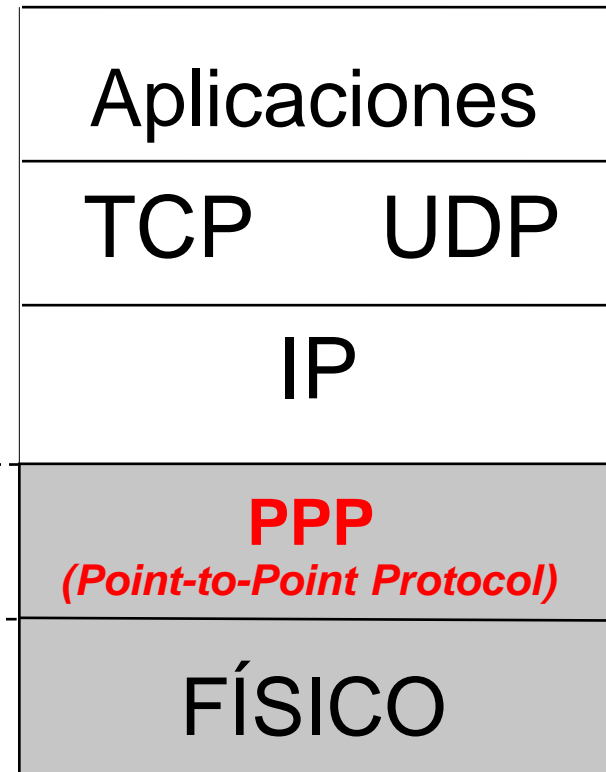 Aplicaciones
TCP UDP
IP
PPP
(Point-to-Point Protocol)
FÍSICO